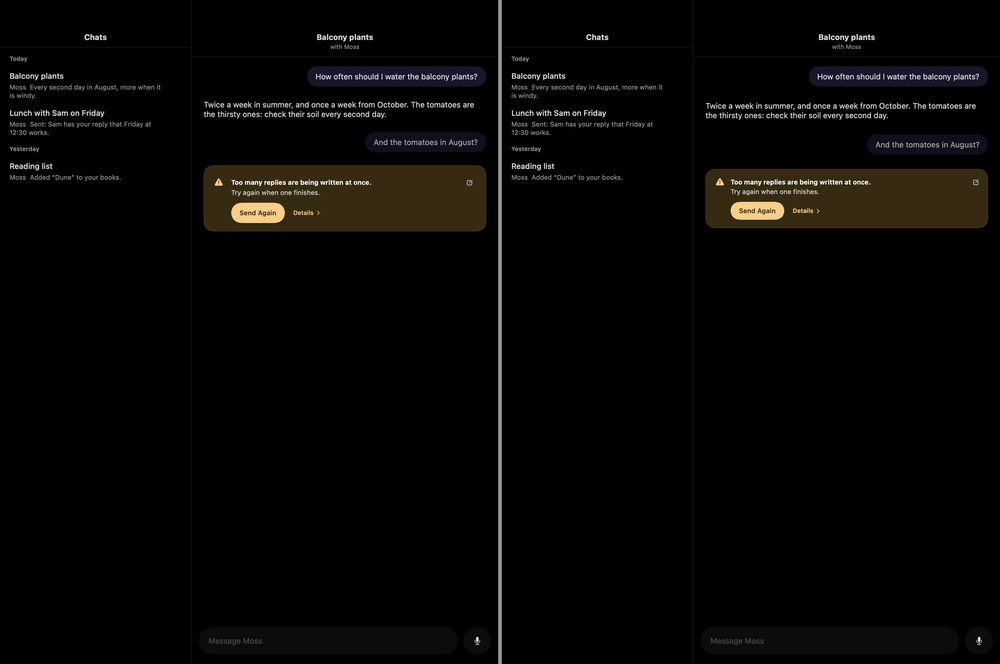 Chats
Today
Balcony plants
Moss Every second day in August, more when it
is windy.
Lunch with Sam on Friday
Moss Sent: Sam has your reply that Friday at
12:30 works.
Yesterday
Reading list
Moss Added "Dune" to your books.
Balcony plants
with Moss
How often should I water the balcony plants?
Twice a week in summer, and once a week from October. The tomatoes are
the thirsty ones: check their soil every second day.
And the tomatoes in August?
Too many replies are being written at once.
Try again when one finishes.
Send Again
Details
Message Moss
Chats
Today
Balcony plants
Moss Every second day in August, more when it
is windy.
Lunch with Sam on Friday
Moss Sent: Sam has your reply that Friday at
12:30 works.
Yesterday
Reading list
Moss Added "Dune" to your books.
Balcony plants
with Moss
How often should I water the balcony plants?
Twice a week in summer, and once a week from October. The tomatoes are
the thirsty ones: check their soil every second day.
And the tomatoes in August?
Too many replies are being written at once.
Try again when one finishes.
Send Again
Details
Message Moss